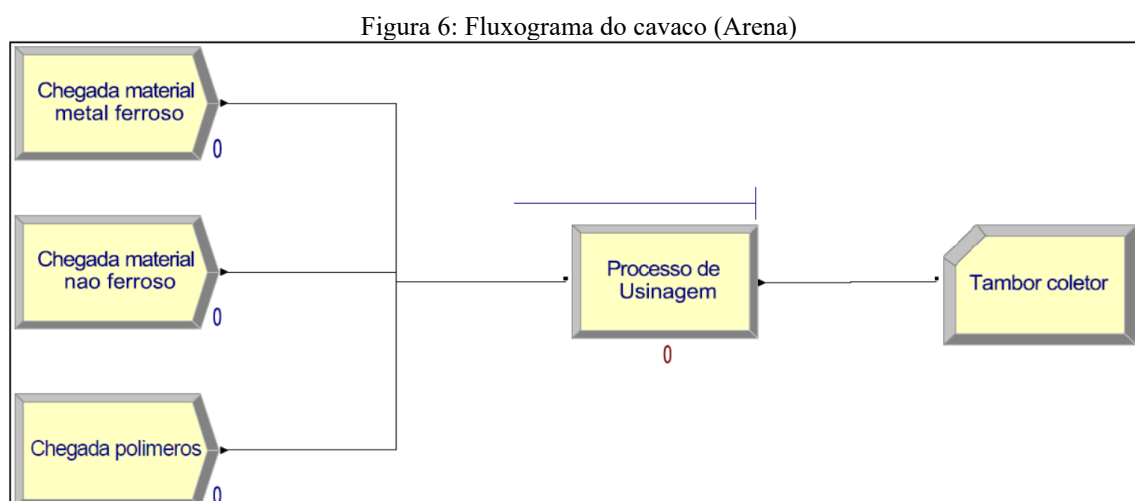 Figura 6: Fluxograma do cavaco (Arena)
Chegada material
metal ferroso
0
Chegada material
nao ferroso
0
Chegada polimeros
0
Processo de
Usinagem
0
Tambor coletor